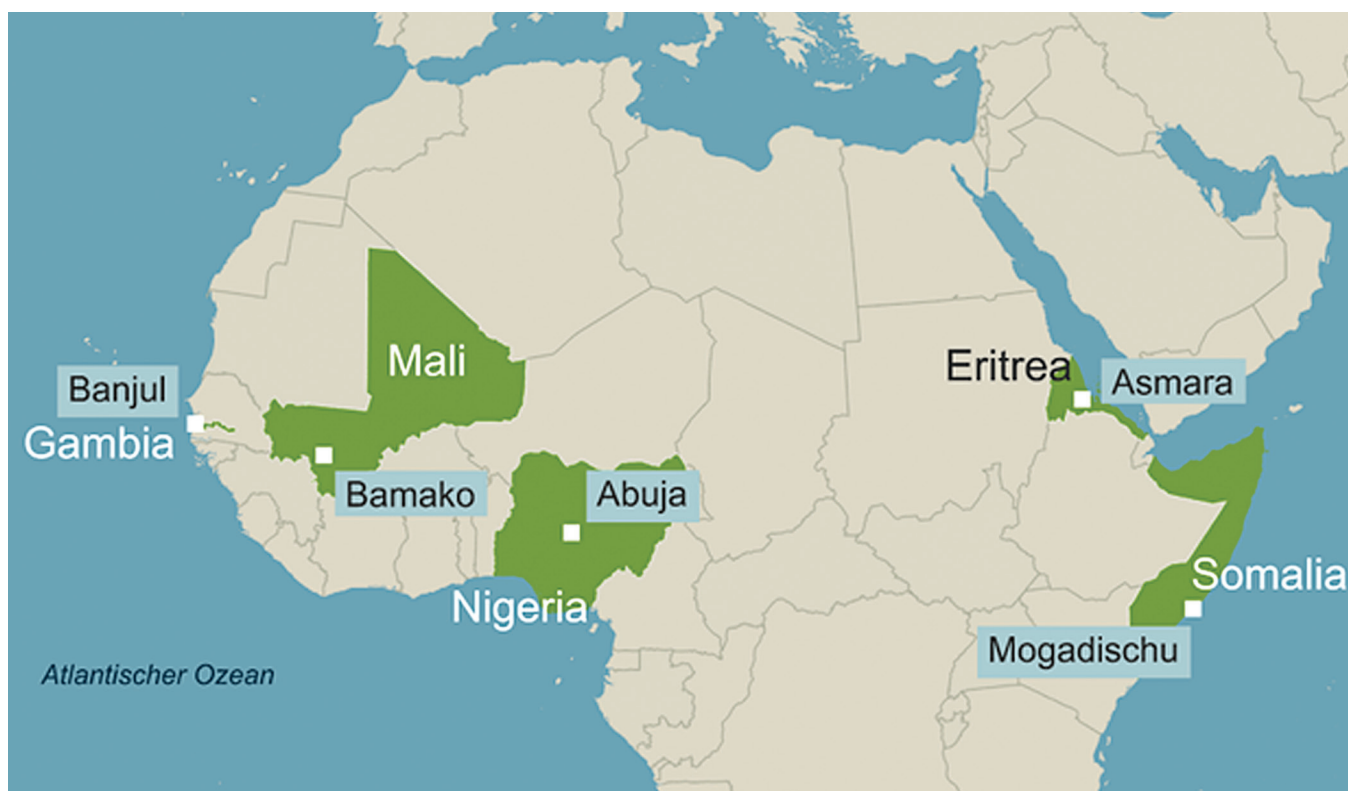 Mali
Eritrea
Asmara
Banjul
Gambia
Bamako
Abuja
Somalia
Nigeria
Mogadischu
Atlantischer Ozean